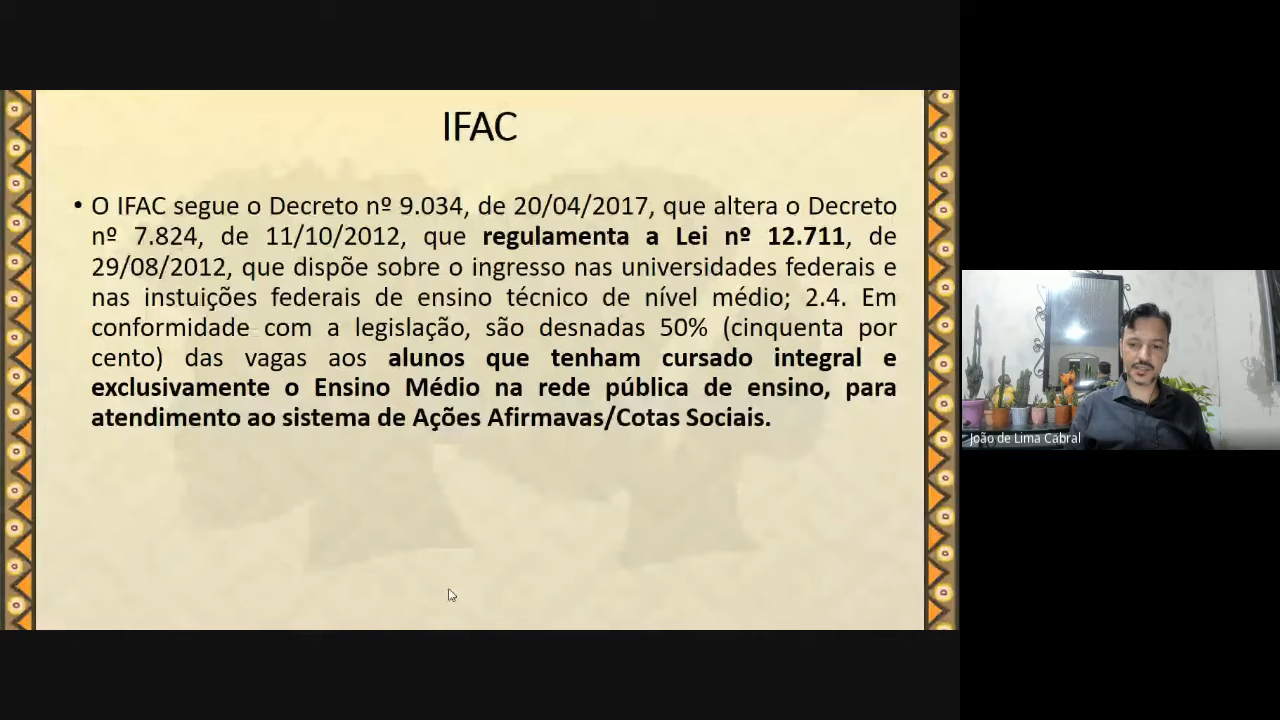 IFAC
• O IFAC segue o Decreto nº 9.034, de 20/04/2017, que altera o Decreto
nº 7.824, de 11/10/2012, que regulamenta a Lei nº 12.711, de
29/08/2012, que dispõe sobre o ingresso nas universidades federais e
nas instuições federais de ensino técnico de nível médio; 2.4. Em
conformidade com a legislação, são desnadas 50% (cinquenta por
cento) das vagas aos alunos que tenham cursado integral e
exclusivamente o Ensino Médio na rede pública de ensino, para
atendimento ao sistema de Ações Afirmavas/Cotas Sociais.
João de Lima Cabral